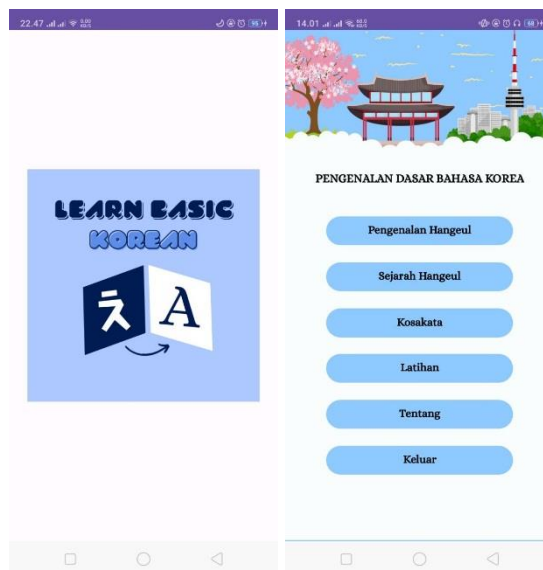 22.47
LEARN BASIC
KOREAN
A
14.01
PENGENALAN DASAR BAHASA KOREA
Pengenalan Hangeul
Sejarah Hangeul
Kosakata
Latihan
Tentang
Keluar